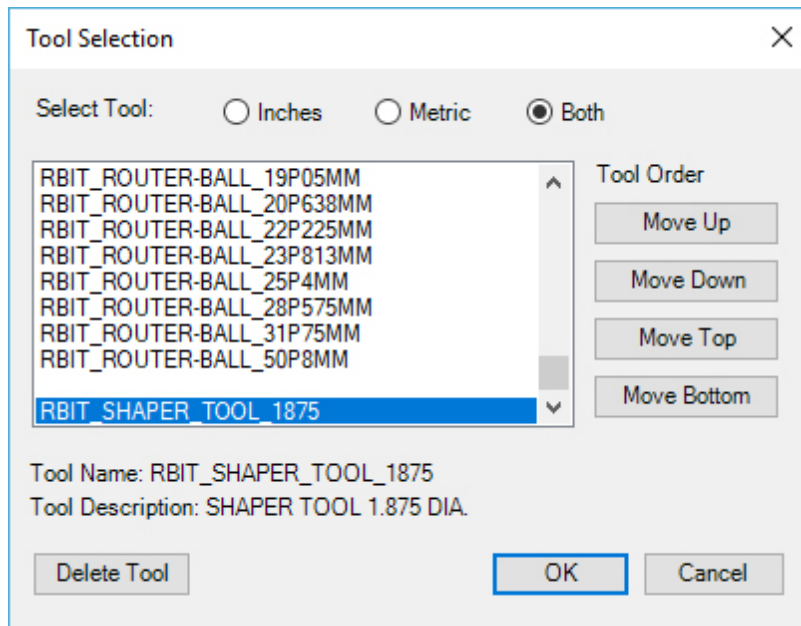 Tool Selection
Select Tool: Inches Metric Both
RBIT_ROUTER-BALL_19P05MM
RBIT_ROUTER-BALL_20P638MM
RBIT_ROUTER-BALL_22P225MM
RBIT_ROUTER-BALL_23P813MM
RBIT_ROUTER-BALL_25P4MM
RBIT_ROUTER-BALL_28P575MM
RBIT_ROUTER-BALL_31P75MM
RBIT_ROUTER-BALL_50P8MM
RBIT_SHAPER_TOOL_1875
Tool Order
Move Up
Move Down
Move Top
Move Bottom
Tool Name: RBIT_SHAPER_TOOL_1875
Tool Description: SHAPER TOOL 1.875 DIA.
Delete Tool OK Cancel